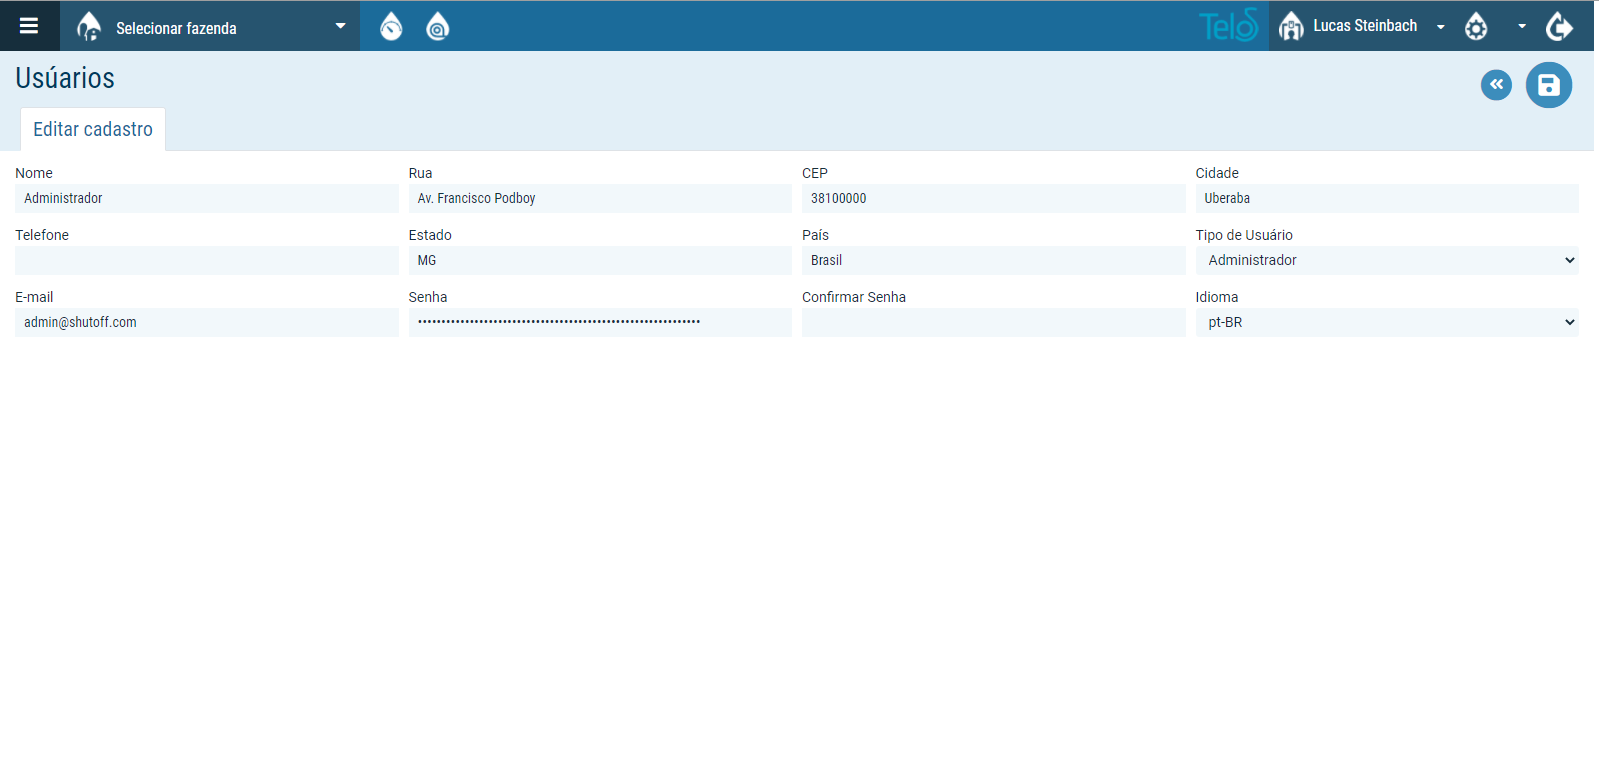 Selecionar fazenda
Telos
Lucas Steinbach
Usúarios
Editar cadastro
Nome
Rua
CEP
Cidade
Administrador
Av. Francisco Podboy
38100000
Uberaba
Telefone
Estado
País
Tipo de Usuário
MG
Brasil
Administrador
E-mail
Senha
Confirmar Senha
Idioma
admin@shutoff.com
pt-BR